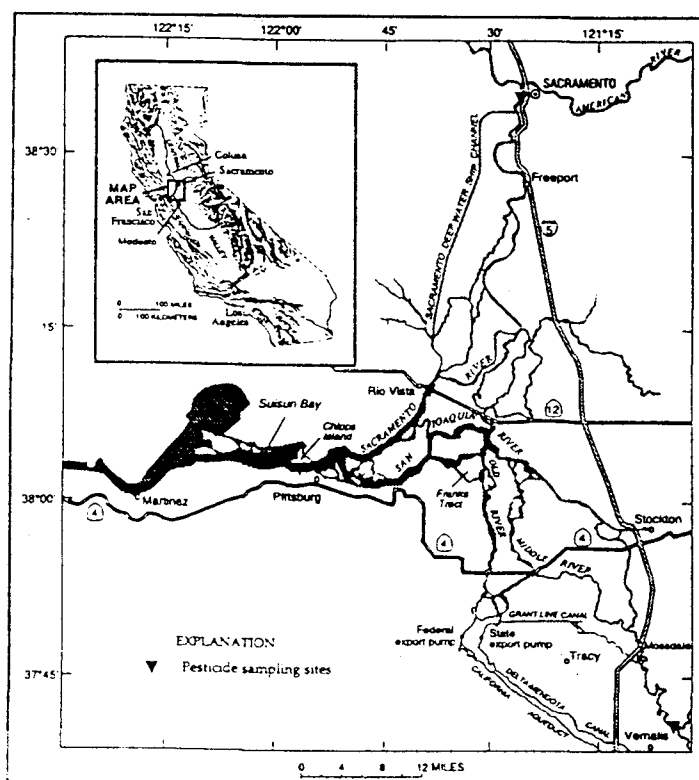 122°15'
122°00'
45'
30'
121°15'
38°30'
15'
38°00'
37°45'
Colusa
Sacramento
MAP
AREA
San
Francisco
Modesto
0 100 MILES
0 100 KILOMETERS
Los
Angeles
SACRAMENTO
AMERICAN
RIVER
SACRAMENTO DEEP WATER SHIP CHANNEL
Freeport
5
RIVER
Rio Vista
12
Suisun Bay
Chipps
Island
SACRAMENTO
JOAQUIN
SAN
RIVER
Franks
Tract
OLD
RIVER
MIDDLE
RIVER
Martinez
Pittsburg
4
4
4
Stockton
GRANT LINE CANAL
Federal
export pump
State
export pump
Tracy
Mossdale
DELTA MENDOTA
CANAL
CALIFORNIA
AQUEDUCT
Vernalis
EXPLANATION
Pesticide sampling sites
0 4 8 12 MILES